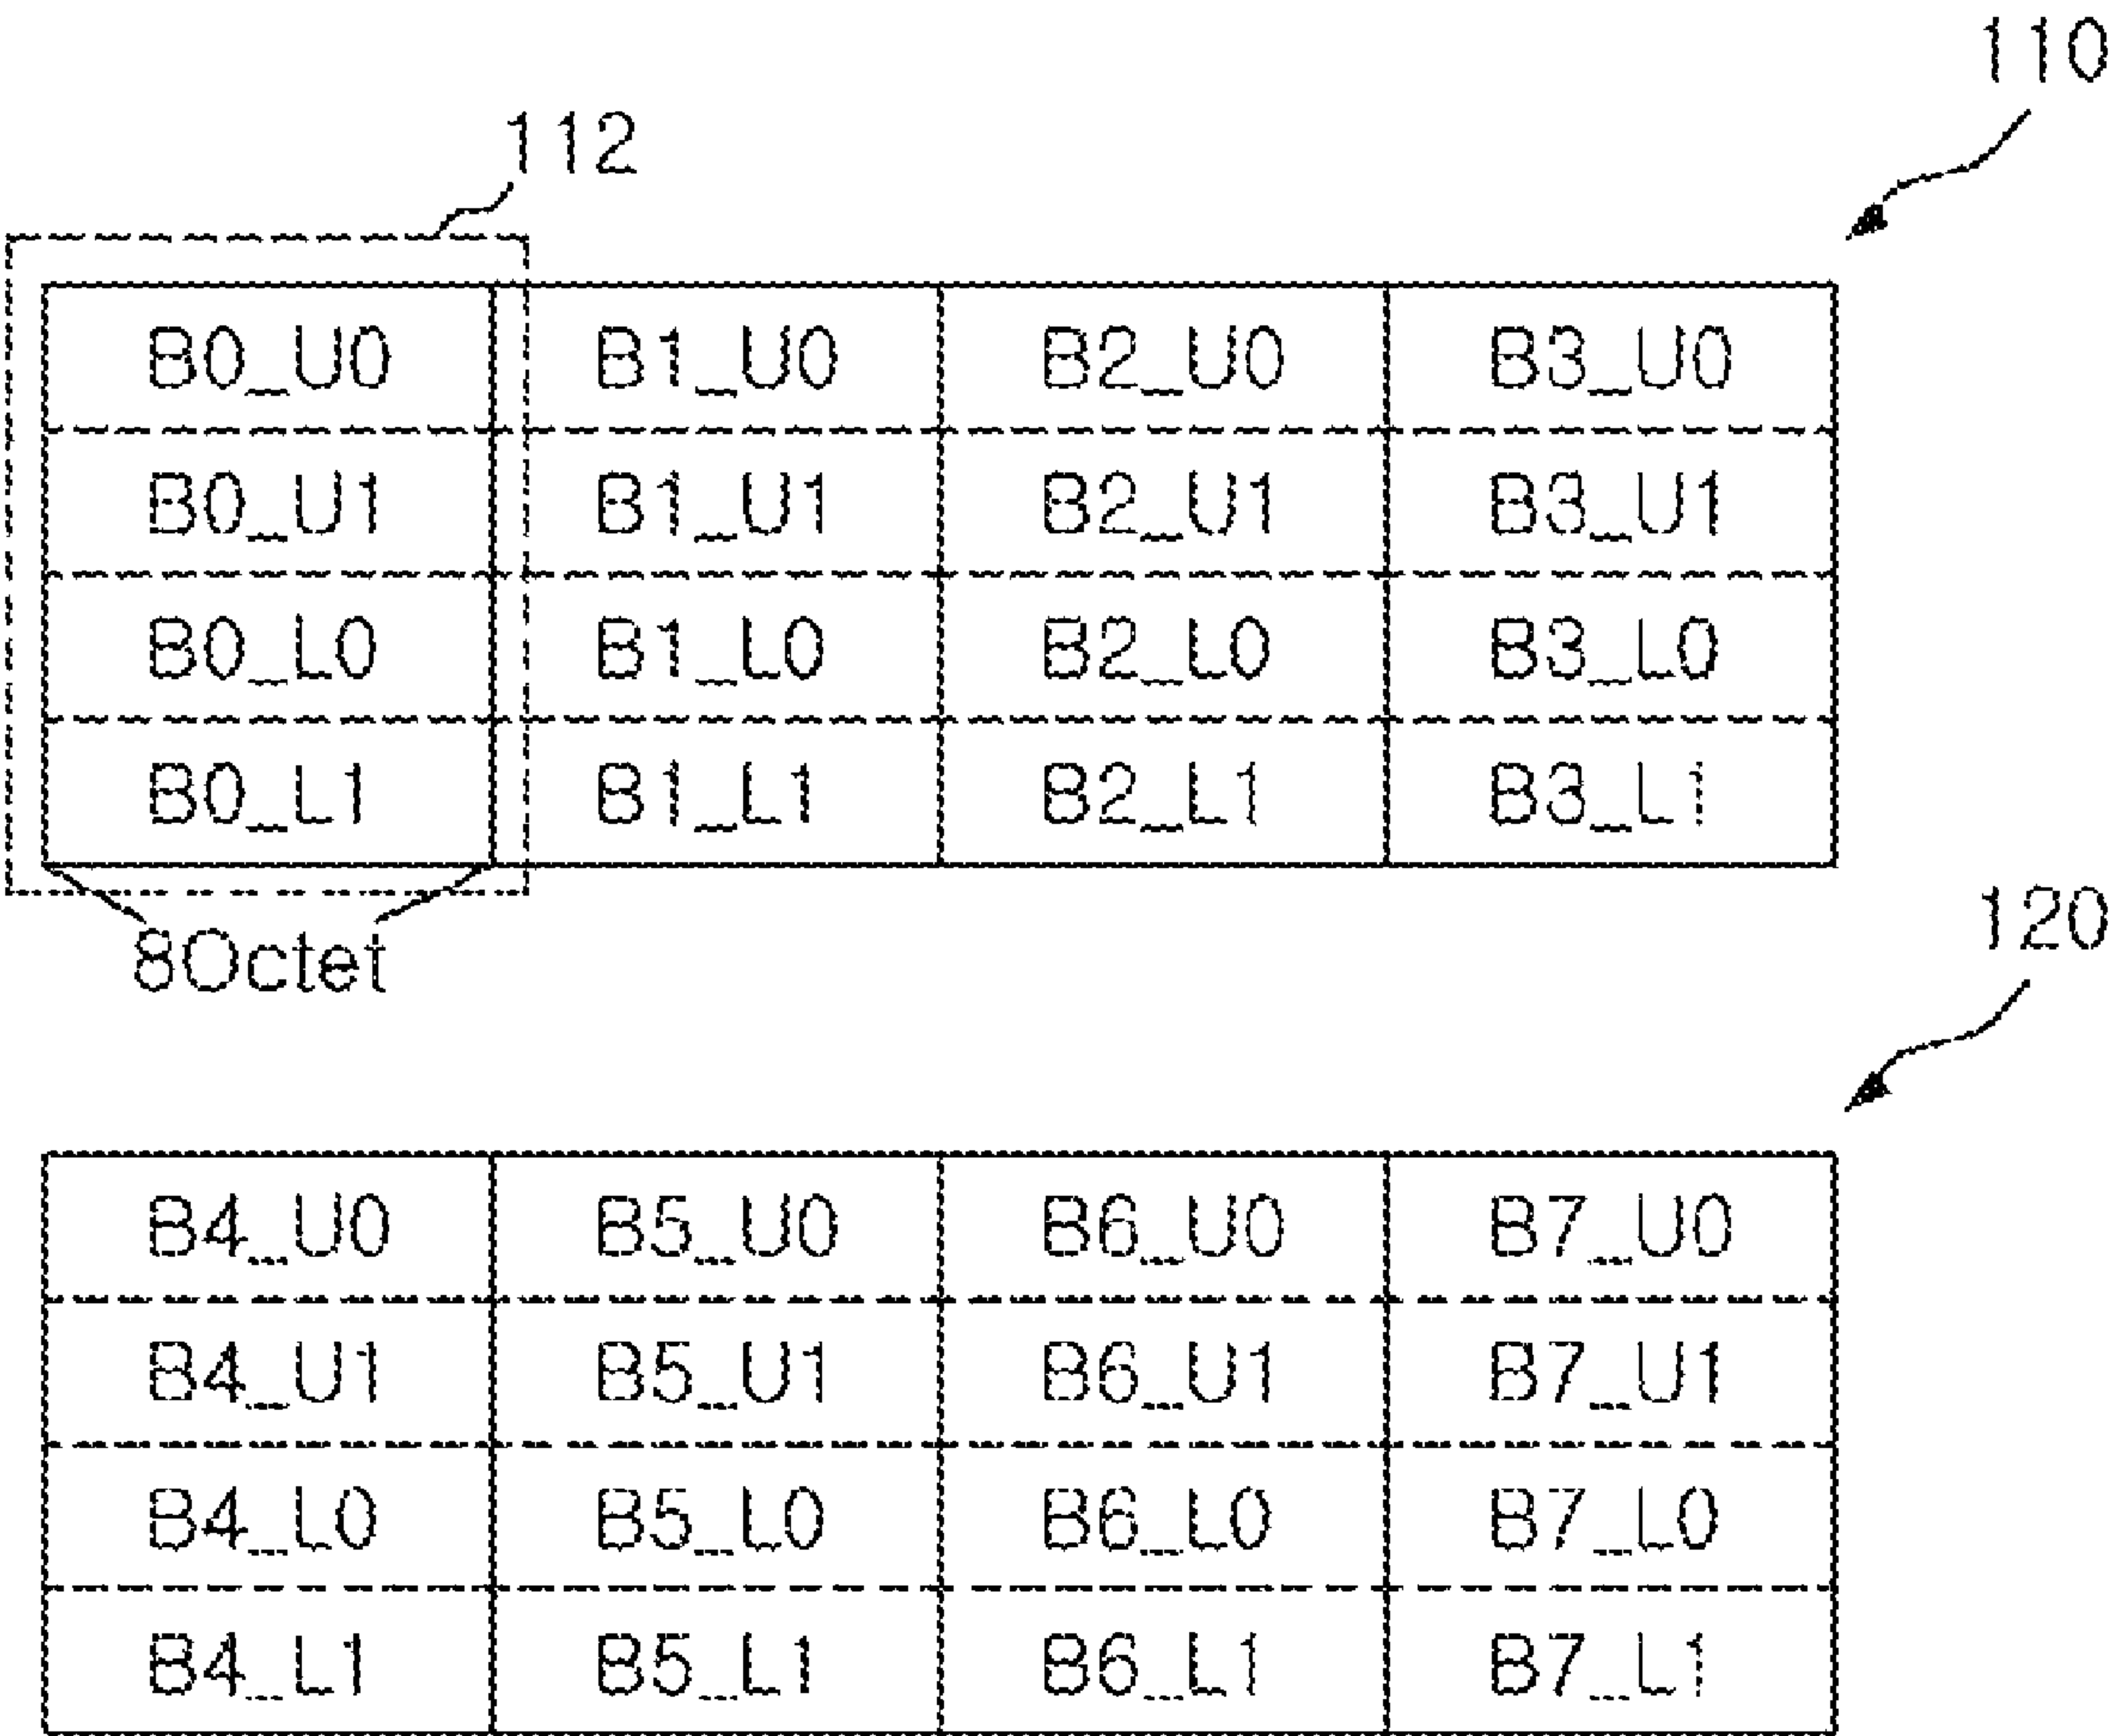 110
112
B0_U0 B1_U0 B2_U0 B3_U0
B0_U1 B1_U1 B2_U1 B3_U1
B0_L0 B1_L0 B2_L0 B3_L0
B0_L1 B1_L1 B2_L1 B3_L1
8Octet
120
B4_U0 B5_U0 B6_U0 B7_U0
B4_U1 B5_U1 B6_U1 B7_U1
B4_L0 B5_L0 B6_L0 B7_L0
B4_L1 B5_L1 B6_L1 B7_L1